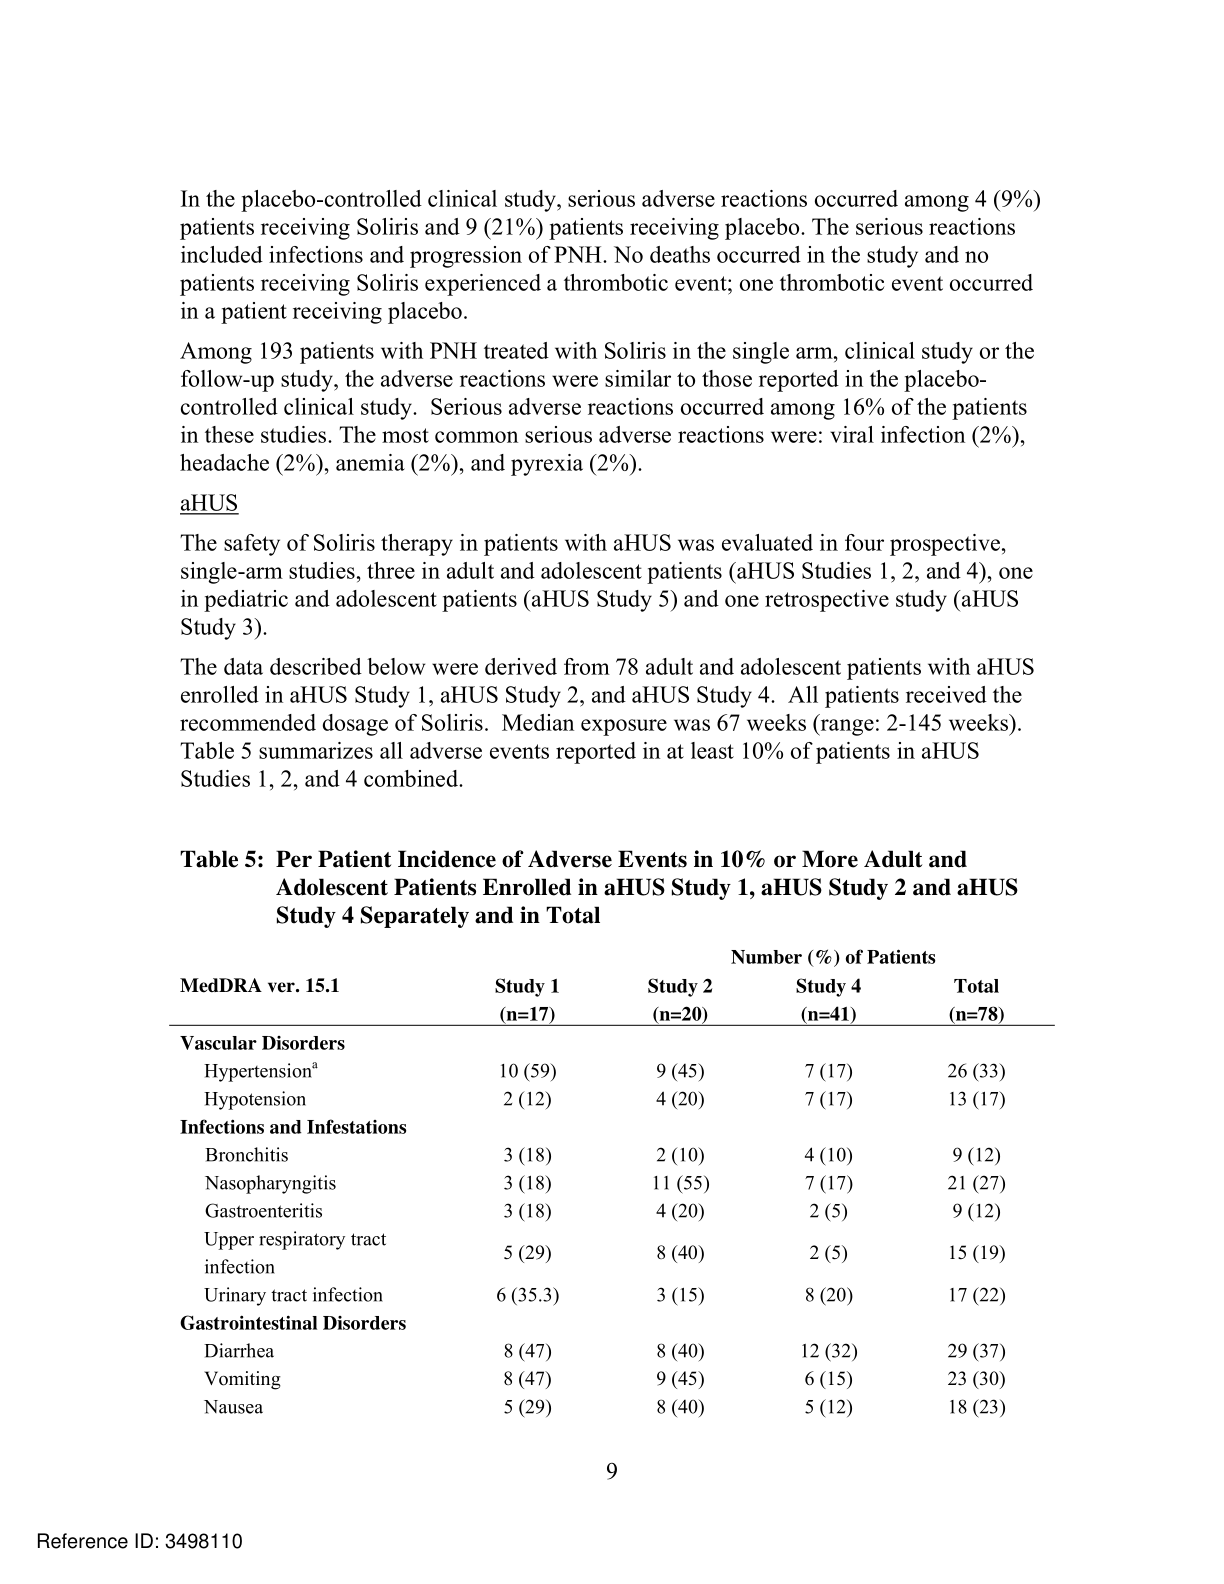 In the placebo-controlled clinical study, serious adverse reactions occurred among 4 (9%)
patients receiving Soliris and 9 (21%) patients receiving placebo. The serious reactions
included infections and progression of PNH. No deaths occurred in the study and no
patients receiving Soliris experienced a thrombotic event; one thrombotic event occurred
in a patient receiving placebo.
Among 193 patients with PNH treated with Soliris in the single arm, clinical study or the
follow-up study, the adverse reactions were similar to those reported in the placebo-
controlled clinical study.  Serious adverse reactions occurred among 16% of the patients
in these studies. The most common serious adverse reactions were: viral infection (2%),
headache (2%), anemia (2%), and pyrexia (2%).
aHUS
The safety of Soliris therapy in patients with aHUS was evaluated in four prospective,
single-arm studies, three in adult and adolescent patients (aHUS Studies 1, 2, and 4), one
in pediatric and adolescent patients (aHUS Study 5) and one retrospective study (aHUS
Study 3).
The data described below were derived from 78 adult and adolescent patients with aHUS
enrolled in aHUS Study 1, aHUS Study 2, and aHUS Study 4.  All patients received the
recommended dosage of Soliris.  Median exposure was 67 weeks (range: 2-145 weeks).
Table 5 summarizes all adverse events reported in at least 10% of patients in aHUS
Studies 1, 2, and 4 combined.
Table 5:  Per Patient Incidence of Adverse Events in 10% or More Adult and
Adolescent Patients Enrolled in aHUS Study 1, aHUS Study 2 and aHUS
Study 4 Separately and in Total
Number (%) of Patients
MedDRA ver. 15.1 Study 1 Study 2 Study 4 Total
(n=17) (n=20) (n=41) (n=78)
Vascular Disorders
Hypertensionª 10 (59) 9 (45) 7 (17) 26 (33)
Hypotension 2 (12) 4 (20) 7 (17) 13 (17)
Infections and Infestations
Bronchitis 3 (18) 2 (10) 4 (10) 9 (12)
Nasopharyngitis 3 (18) 11 (55) 7 (17) 21 (27)
Gastroenteritis 3 (18) 4 (20) 2 (5) 9 (12)
Upper respiratory tract
infection 5 (29) 8 (40) 2 (5) 15 (19)
Urinary tract infection 6 (35.3) 3 (15) 8 (20) 17 (22)
Gastrointestinal Disorders
Diarrhea 8 (47) 8 (40) 12 (32) 29 (37)
Vomiting 8 (47) 9 (45) 6 (15) 23 (30)
Nausea 5 (29) 8 (40) 5 (12) 18 (23)
9
Reference ID: 3498110